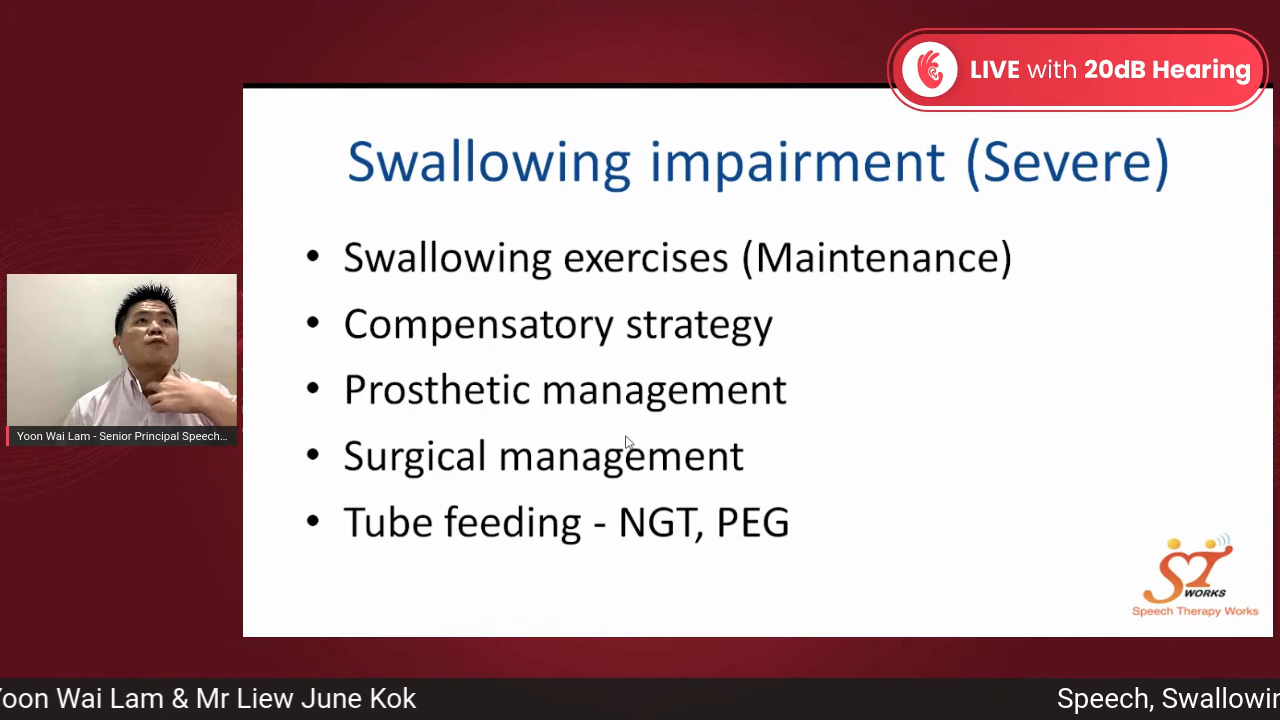 LIVE with 20dB Hearing
Swallowing impairment (Severe)
• Swallowing exercises (Maintenance)
• Compensatory strategy
• Prosthetic management
• Surgical management
• Tube feeding - NGT, PEG
Yoon Wai Lam - Senior Principal Speech...
WORKS
Speech Therapy Works
Yoon Wai Lam & Mr Liew June Kok
Speech, Swallowin